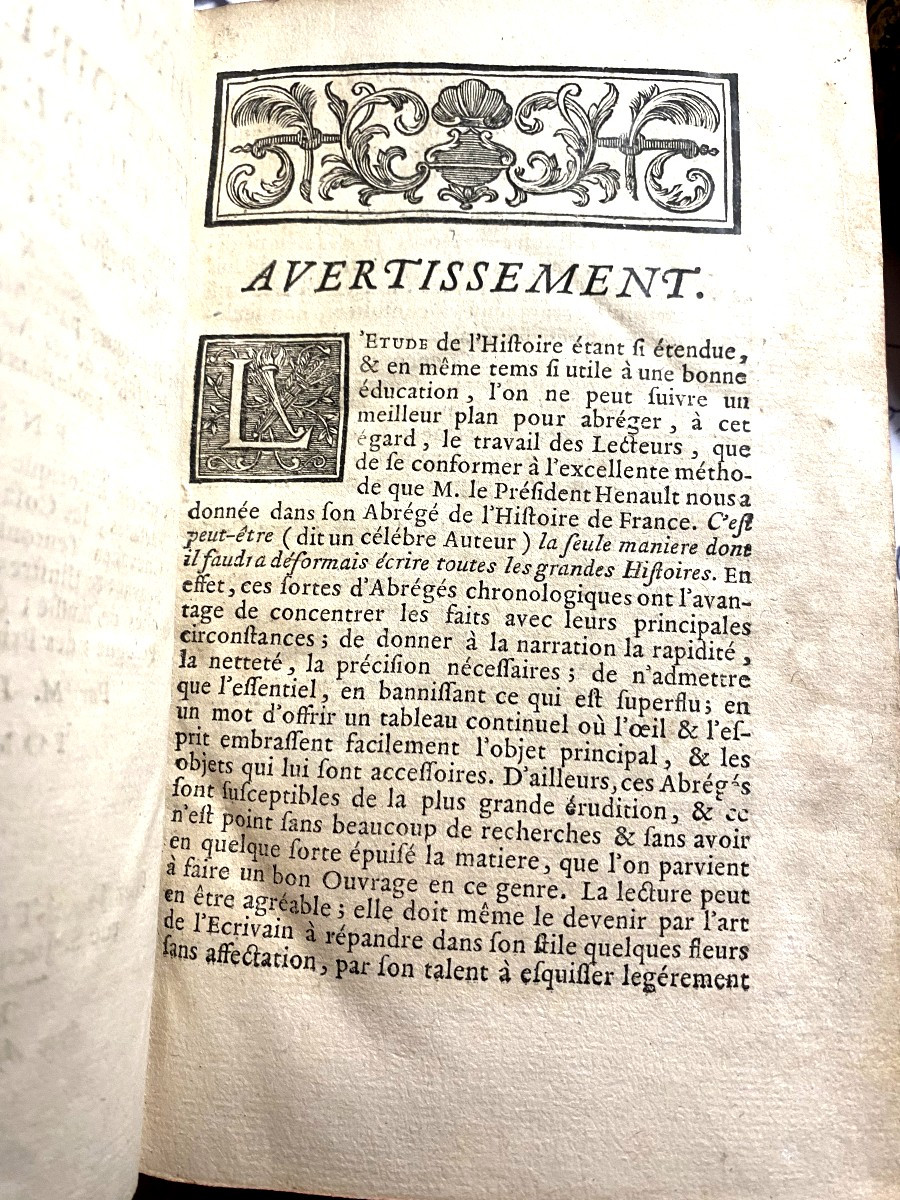 AVERTISSEMENT.
L'ETUDE de l'Hiſtoire étant ſi étendue,
& en même tems ſi utile à une bonne
éducation, l'on ne peut ſuivre un
meilleur plan pour abréger, à cet
égard, le travail des Lecteurs, que
de ſe conformer à l'excellente métho-
de que M. le Préſident Henault nous a
donnée dans ſon Abrégé de l'Hiſtoire de France. C'eſt
peut-être (dit un célébre Auteur) la ſeule maniere dont
il faudra déſormais écrire toutes les grandes Hiſtoires. En
effet, ces ſortes d'Abrégés chronologiques ont l'avan-
tage de concentrer les faits avec leurs principales
circonſtances; de donner à la narration la rapidité,
la netteté, la préciſion néceſſaires; de n'admettre
que l'eſſentiel, en banniſſant ce qui eſt ſuperflu; en
un mot d'offrir un tableau continuel où l'œil & l'eſ-
prit embraſſent facilement l'objet principal, & les
objets qui lui ſont acceſſoires. D'ailleurs, ces Abrégés
ſont ſuſceptibles de la plus grande érudition, & ce
n'eſt point ſans beaucoup de recherches & ſans avoir
en quelque ſorte épuiſé la matiere, que l'on parvient
à faire un bon Ouvrage en ce genre. La lecture peut
en être agréable; elle doit même le devenir par l'art
de l'Ecrivain à répandre dans ſon ſtile quelques fleurs
ſans affectation, par ſon talent à eſquiſſer legérement